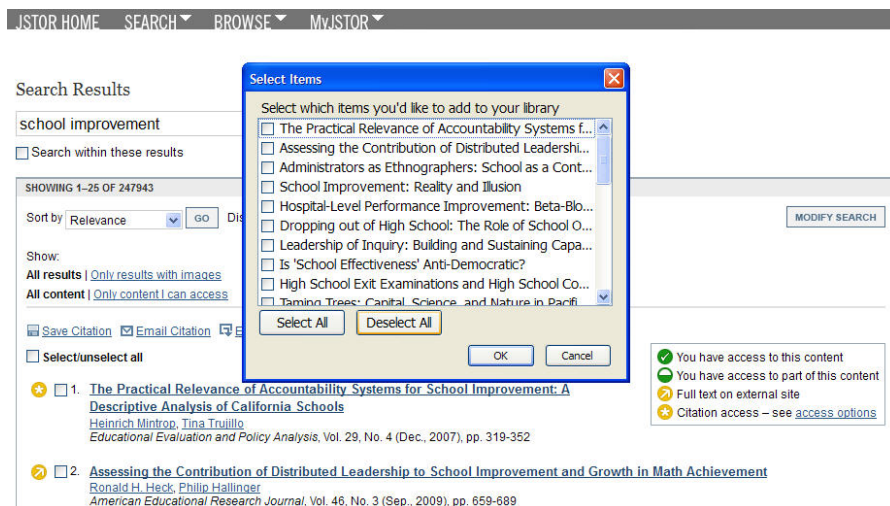 JSTOR HOME SEARCH BROWSE MyJSTOR
Search Results
school improvement
Search within these results
SHOWING 1–25 OF 247943
Sort by Relevance GO Dis
MODIFY SEARCH
Show:
All results | Only results with images
All content | Only content I can access
Save Citation Email Citation E
Select/unselect all
Select Items
Select which items you'd like to add to your library
The Practical Relevance of Accountability Systems f...
Assessing the Contribution of Distributed Leadershi...
Administrators as Ethnographers: School as a Cont...
School Improvement: Reality and Illusion
Hospital-Level Performance Improvement: Beta-Blo...
Dropping out of High School: The Role of School O...
Leadership of Inquiry: Building and Sustaining Capa...
Is 'School Effectiveness' Anti-Democratic?
High School Exit Examinations and High School Co...
Taming Trees: Capital, Science, and Nature in Pacifi
Select All Deselect All
OK Cancel
You have access to this content
You have access to part of this content
Full text on external site
Citation access – see access options
1. The Practical Relevance of Accountability Systems for School Improvement: A
Descriptive Analysis of California Schools
Heinrich Mintrop, Tina Trujillo
Educational Evaluation and Policy Analysis, Vol. 29, No. 4 (Dec., 2007), pp. 319-352
2. Assessing the Contribution of Distributed Leadership to School Improvement and Growth in Math Achievement
Ronald H. Heck, Philip Hallinger
American Educational Research Journal, Vol. 46, No. 3 (Sep., 2009), pp. 659-689